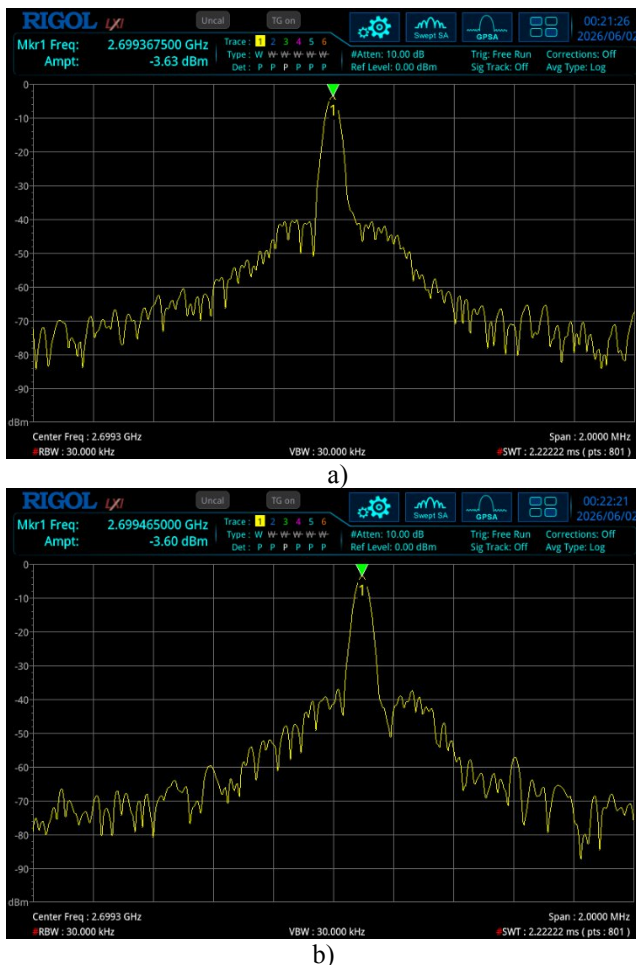 RIGOL LXI Uncal TG on Swept SA GPSA 00:21:26
2026/06/02
Mkr1 Freq: 2.699367500 GHz
Ampt: -3.63 dBm
Trace : 1 2 3 4 5 6
Type : W W W W W W
Det : P P P P P P
#Atten: 10.00 dB Trig: Free Run Corrections: Off
Ref Level: 0.00 dBm Sig Track: Off Avg Type: Log
0
-10
1
-20
-30
-40
-50
-60
-70
-80
-90
dBm
Center Freq : 2.6993 GHz Span : 2.0000 MHz
#RBW : 30.000 kHz VBW : 30.000 kHz #SWT : 2.22222 ms ( pts : 801 )
a)
RIGOL LXI Uncal TG on Swept SA GPSA 00:22:21
2026/06/02
Mkr1 Freq: 2.699465000 GHz
Ampt: -3.60 dBm
Trace : 1 2 3 4 5 6
Type : W W W W W W
Det : P P P P P P
#Atten: 10.00 dB Trig: Free Run Corrections: Off
Ref Level: 0.00 dBm Sig Track: Off Avg Type: Log
0
1
-10
-20
-30
-40
-50
-60
-70
-80
-90
dBm
Center Freq : 2.6993 GHz Span : 2.0000 MHz
#RBW : 30.000 kHz VBW : 30.000 kHz #SWT : 2.22222 ms ( pts : 801 )
b)